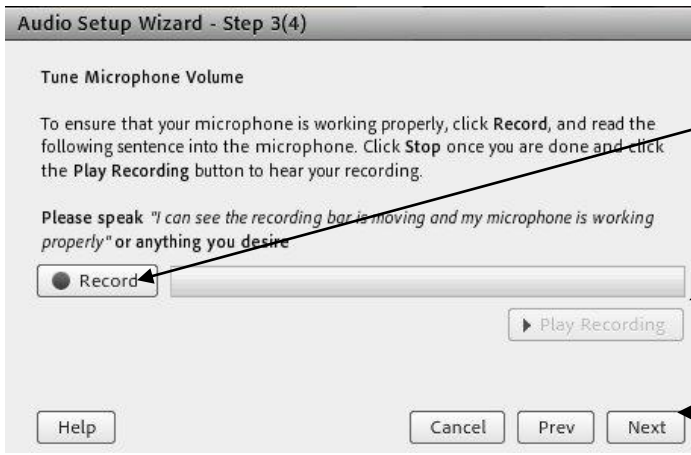 Audio Setup Wizard - Step 3(4)
Tune Microphone Volume
To ensure that your microphone is working properly, click Record, and read the
following sentence into the microphone. Click Stop once you are done and click
the Play Recording button to hear your recording.
Please speak "I can see the recording bar is moving and my microphone is working
properly" or anything you desire
Record
Play Recording
Help
Cancel
Prev
Next